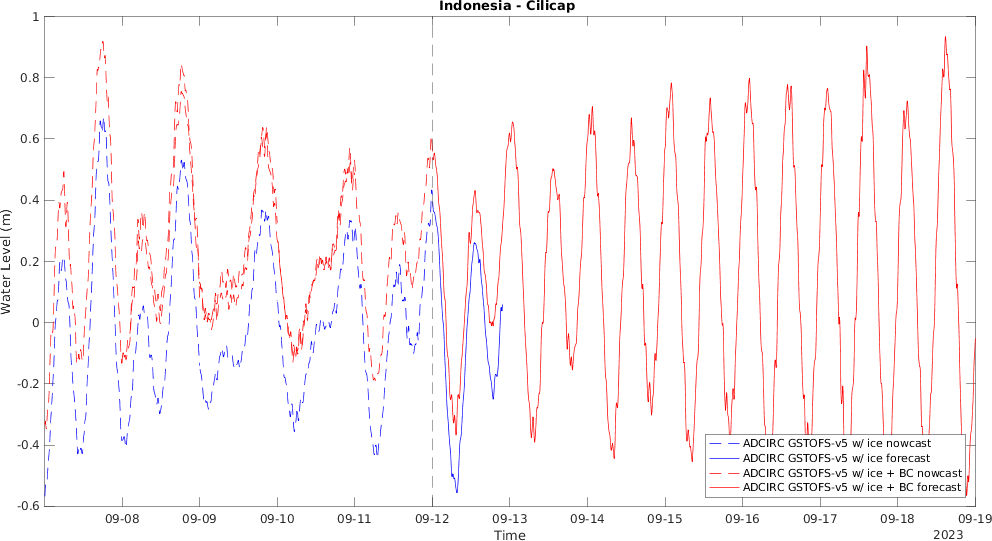 Indonesia - Cilicap
Water Level (m)
1
0.8
0.6
0.4
0.2
0
-0.2
-0.4
-0.6
ADCIRC GSTOFS-v5 w/ ice nowcast
ADCIRC GSTOFS-v5 w/ ice forecast
ADCIRC GSTOFS-v5 w/ ice + BC nowcast
ADCIRC GSTOFS-v5 w/ ice + BC forecast
09-08 09-09 09-10 09-11 09-12 09-13 09-14 09-15 09-16 09-17 09-18 09-19
Time
2023